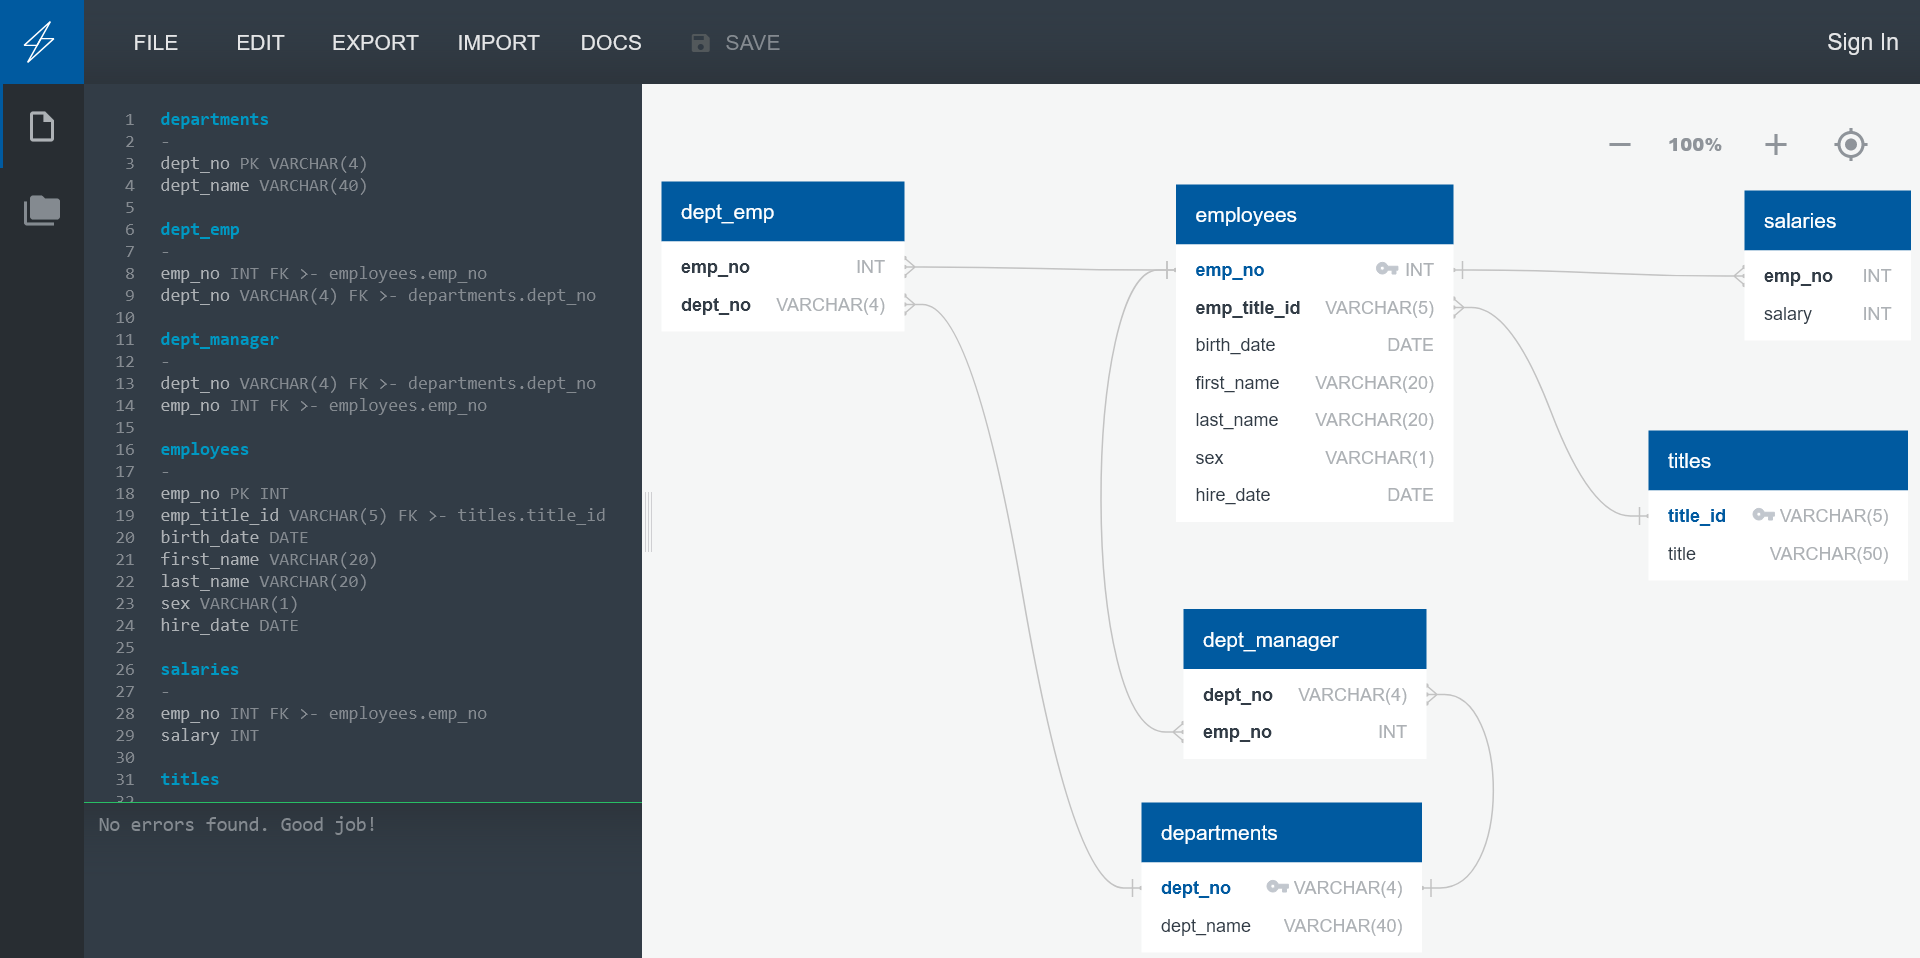 FILE EDIT EXPORT IMPORT DOCS SAVE Sign In
1 departments
2 -
3 dept_no PK VARCHAR(4)
4 dept_name VARCHAR(40)
5
6 dept_emp
7 -
8 emp_no INT FK >- employees.emp_no
9 dept_no VARCHAR(4) FK >- departments.dept_no
10
11 dept_manager
12 -
13 dept_no VARCHAR(4) FK >- departments.dept_no
14 emp_no INT FK >- employees.emp_no
15
16 employees
17 -
18 emp_no PK INT
19 emp_title_id VARCHAR(5) FK >- titles.title_id
20 birth_date DATE
21 first_name VARCHAR(20)
22 last_name VARCHAR(20)
23 sex VARCHAR(1)
24 hire_date DATE
25
26 salaries
27 -
28 emp_no INT FK >- employees.emp_no
29 salary INT
30
31 titles
32
No errors found. Good job!
100%
dept_emp
emp_no INT
dept_no VARCHAR(4)
employees
emp_no INT
emp_title_id VARCHAR(5)
birth_date DATE
first_name VARCHAR(20)
last_name VARCHAR(20)
sex VARCHAR(1)
hire_date DATE
salaries
emp_no INT
salary INT
titles
title_id VARCHAR(5)
title VARCHAR(50)
dept_manager
dept_no VARCHAR(4)
emp_no INT
departments
dept_no VARCHAR(4)
dept_name VARCHAR(40)